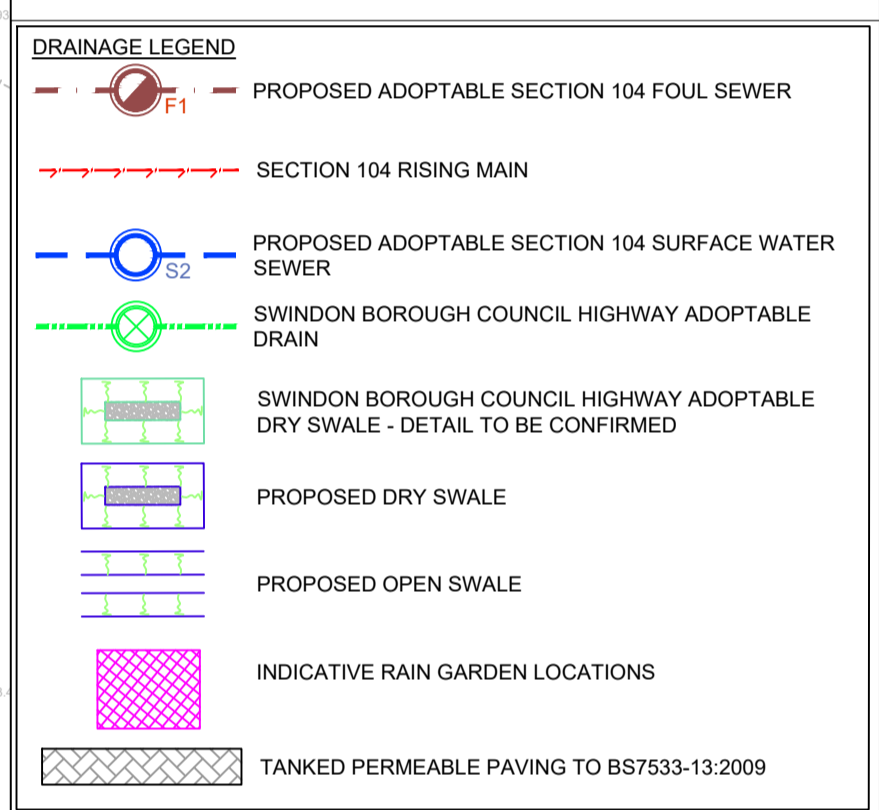 DRAINAGE LEGEND
PROPOSED ADOPTABLE SECTION 104 FOUL SEWER
F1
SECTION 104 RISING MAIN
PROPOSED ADOPTABLE SECTION 104 SURFACE WATER
SEWER
S2
SWINDON BOROUGH COUNCIL HIGHWAY ADOPTABLE
DRAIN
SWINDON BOROUGH COUNCIL HIGHWAY ADOPTABLE
DRY SWALE - DETAIL TO BE CONFIRMED
PROPOSED DRY SWALE
PROPOSED OPEN SWALE
INDICATIVE RAIN GARDEN LOCATIONS
TANKED PERMEABLE PAVING TO BS7533-13:2009